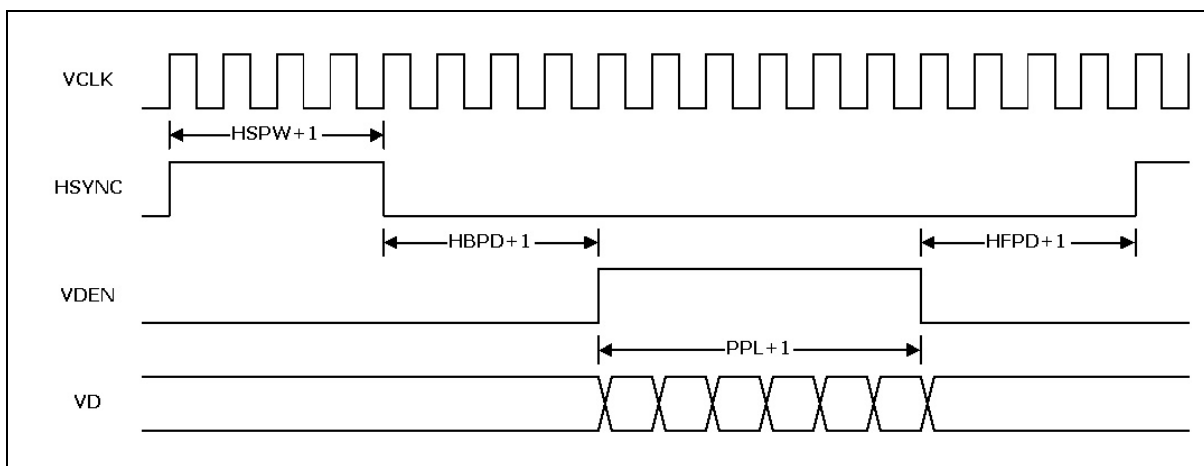 VCLK
HSPW+1
HSYNC
HBPD+1
HFPD+1
VDEN
PPL+1
VD